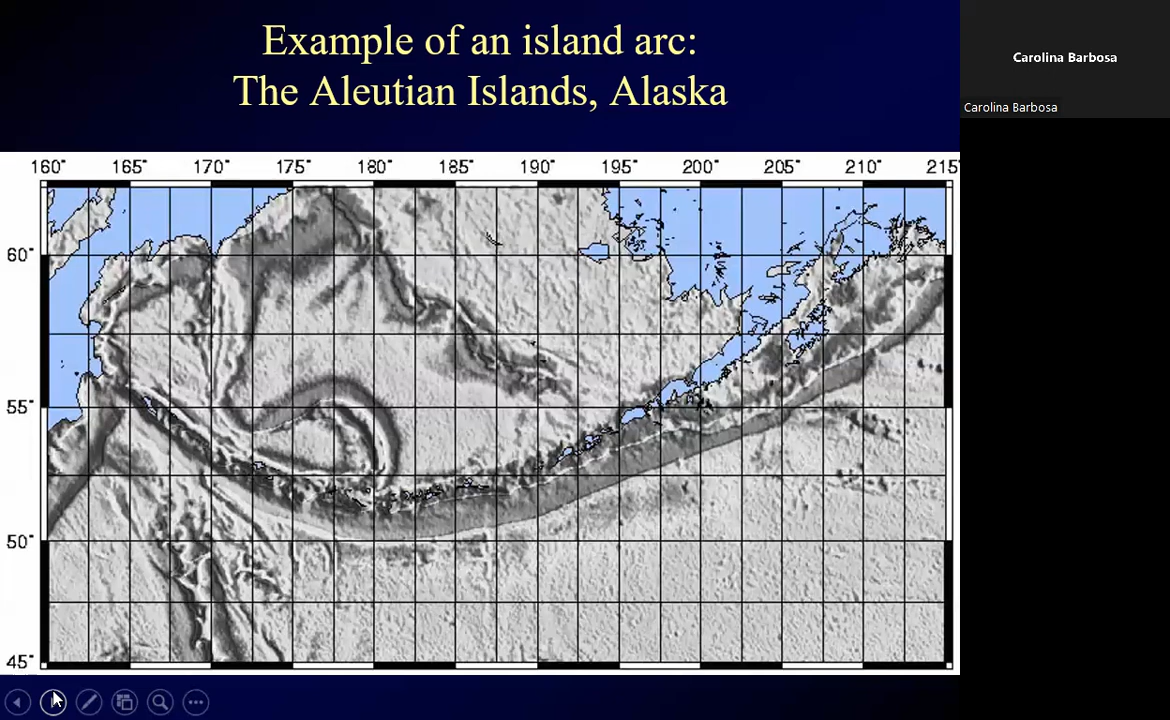 Example of an island arc:
The Aleutian Islands, Alaska
Carolina Barbosa
Carolina Barbosa
160° 165° 170° 175° 180° 185° 190° 195° 200° 205° 210° 215°
60°
55°
50°
45°